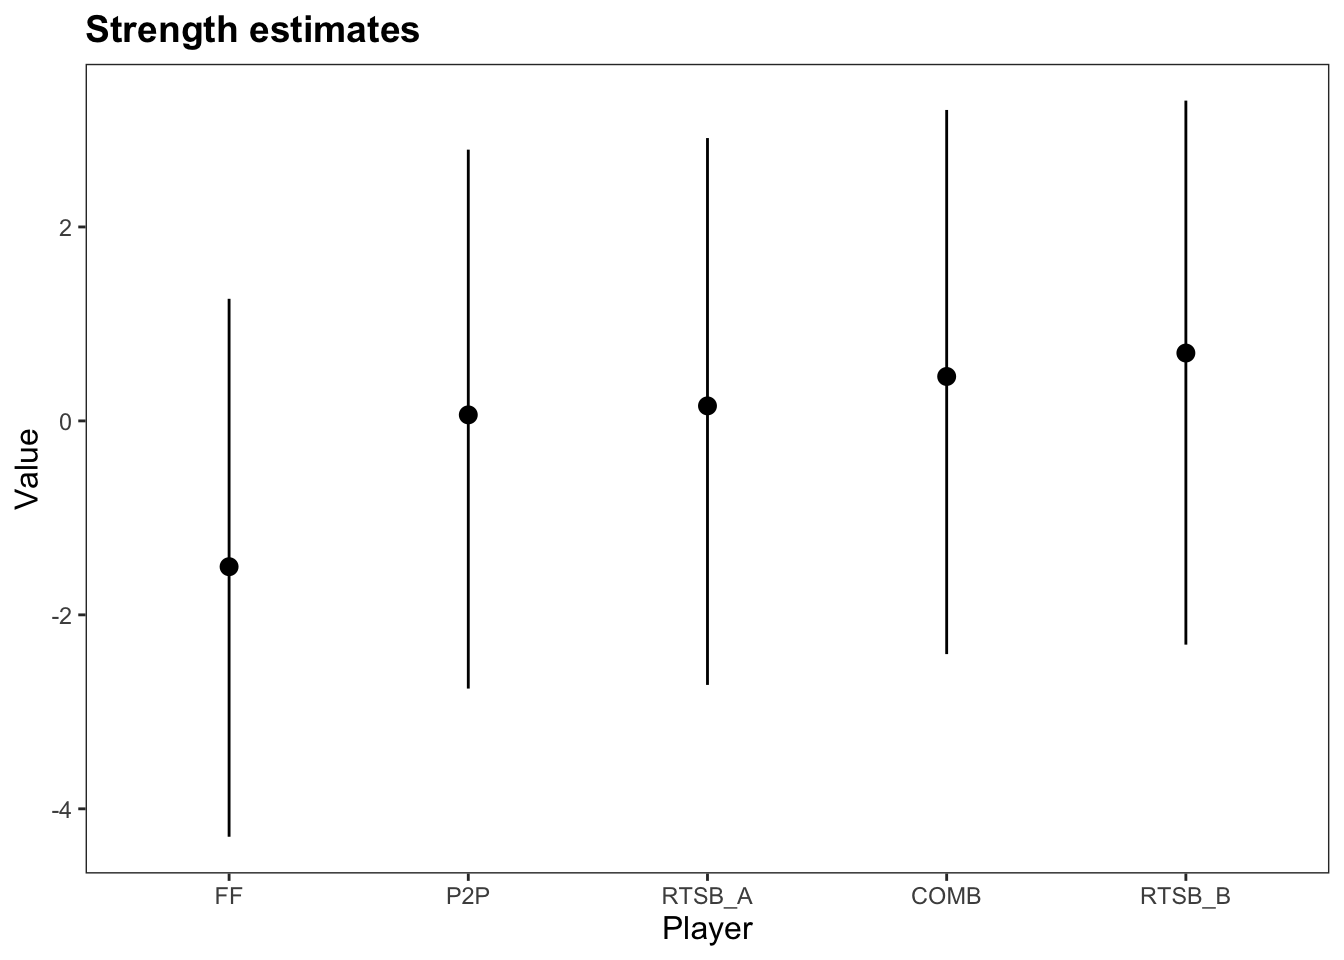 Strength estimates
Value
2
0
-2
-4
FF P2P RTSB_A COMB RTSB_B
Player